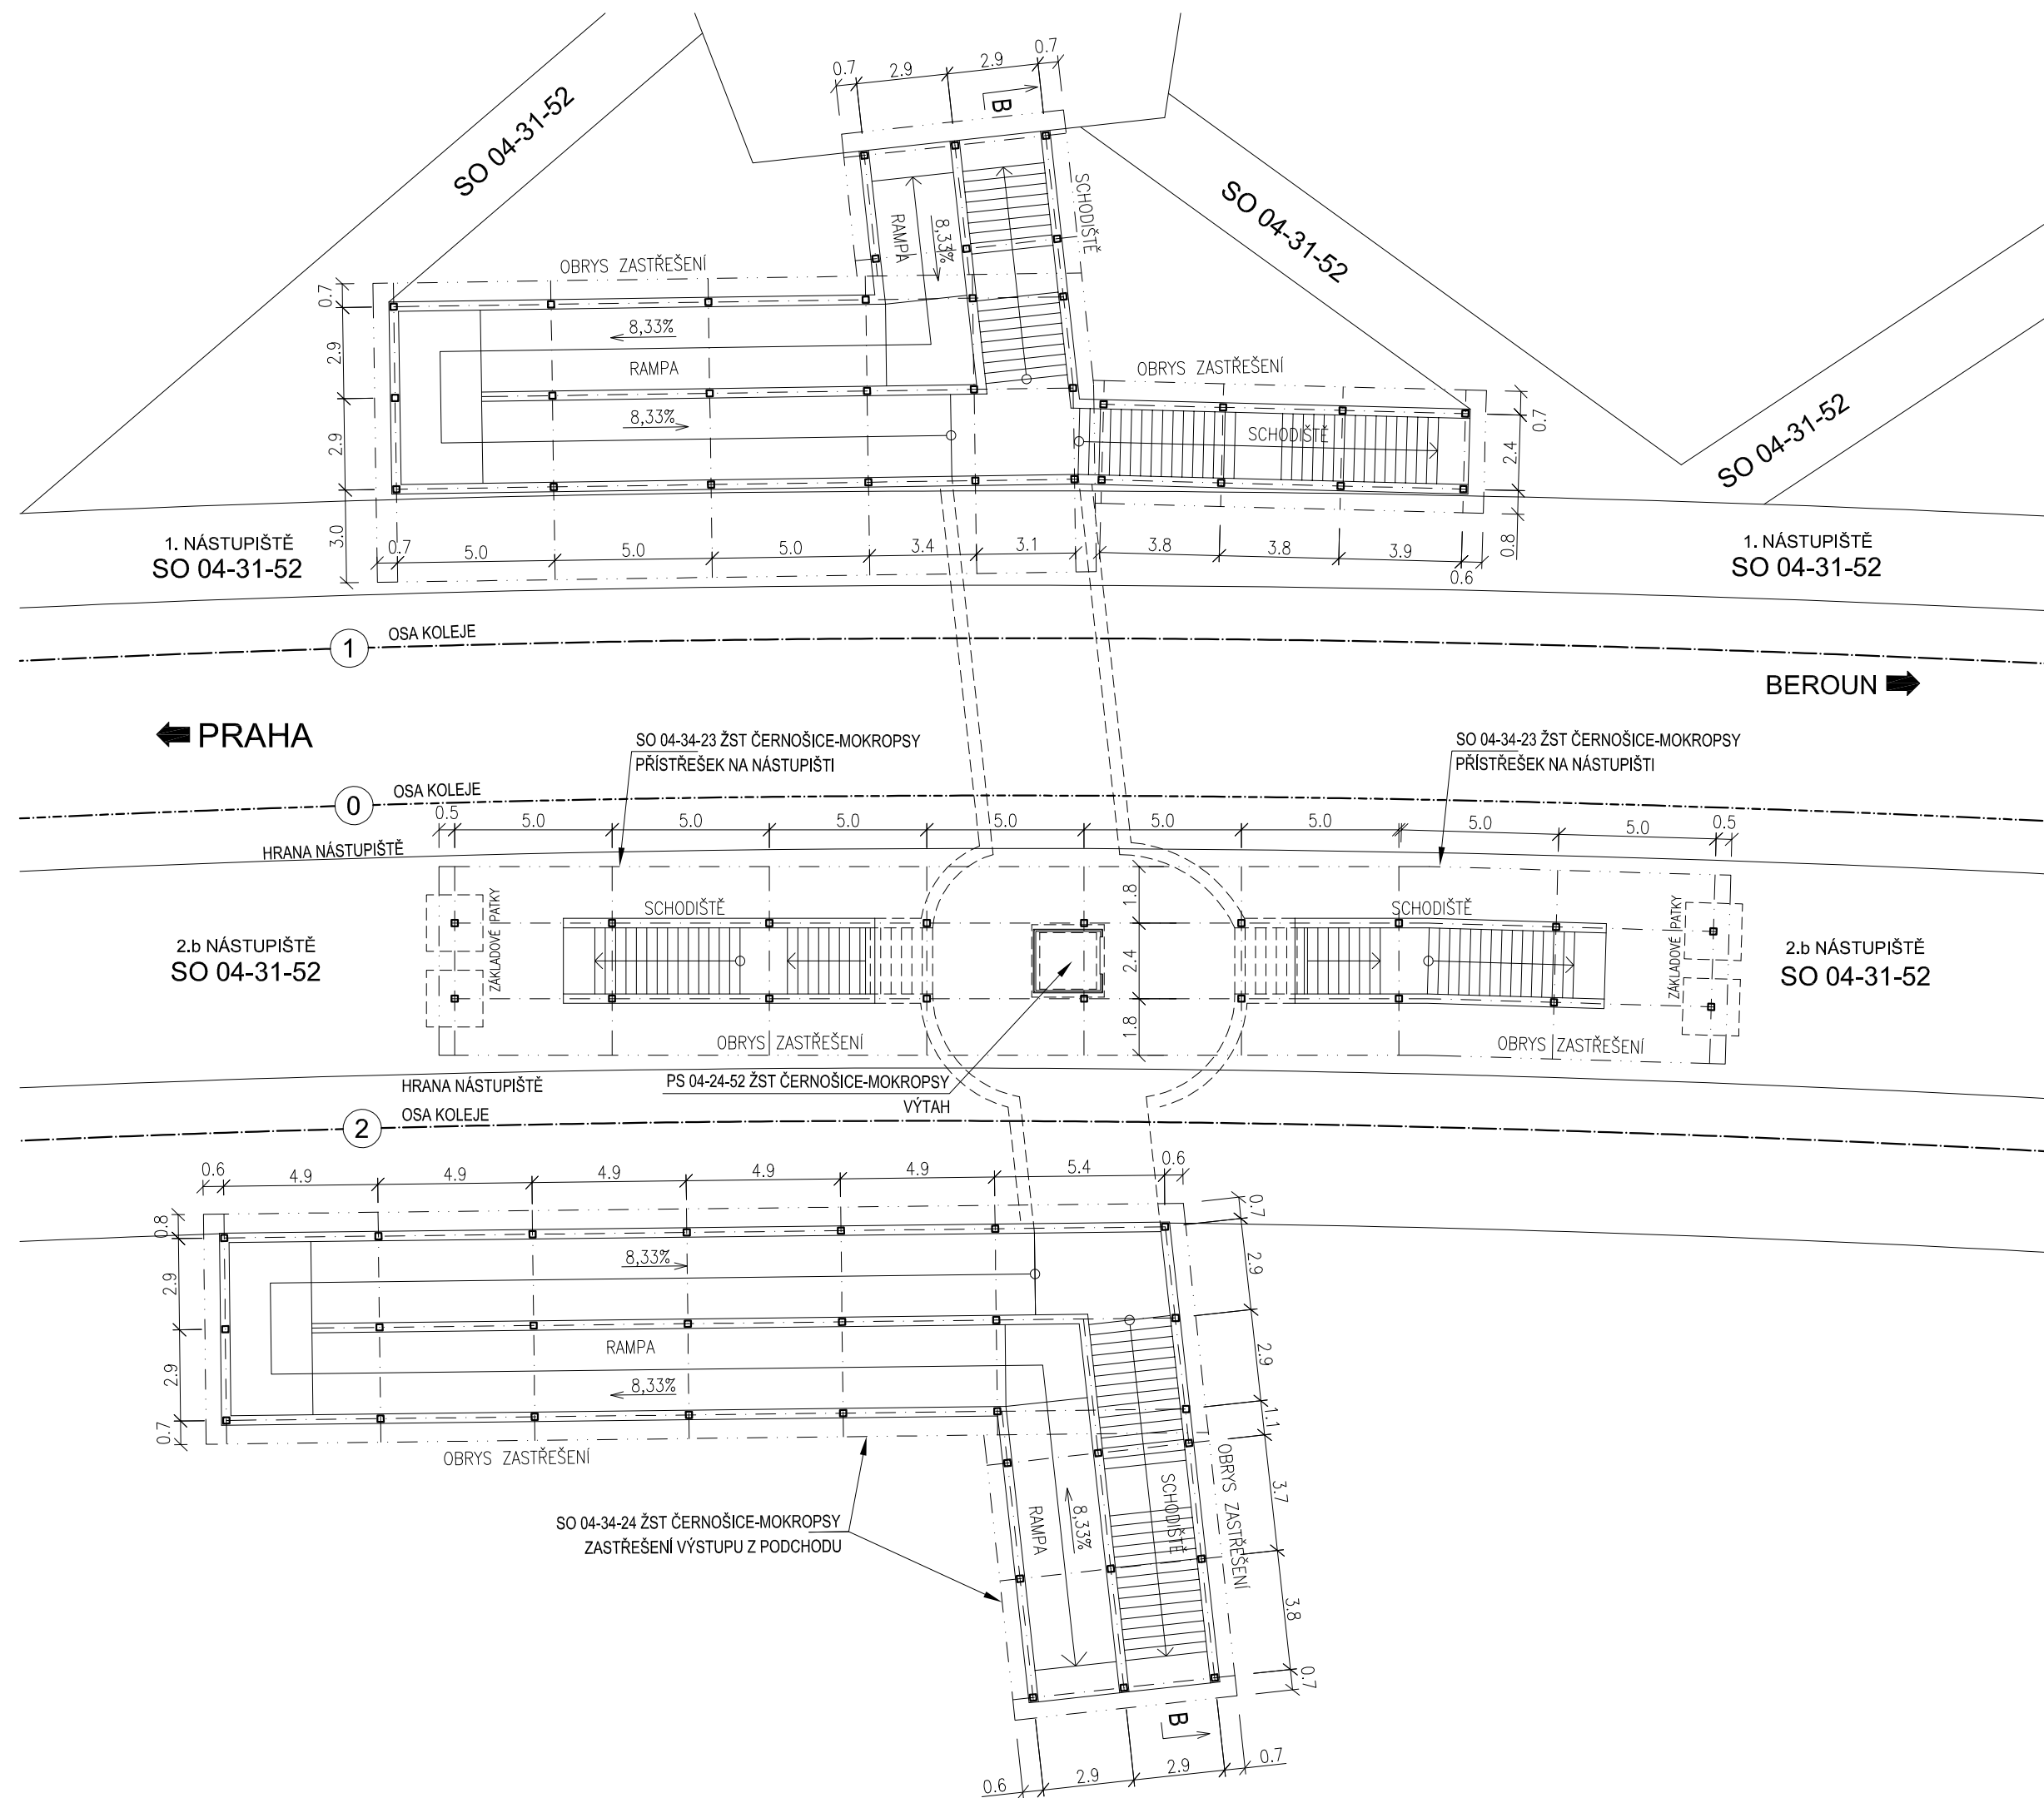 0.7
2.9
2.9
0.7
B
SO 04-31-52
SCHODIŠTĚ
SO 04-31-52
RAMPA
8,33%
OBRYS ZASTŘEŠENÍ
0.7
8,33%
2.9
RAMPA
OBRYS ZASTŘEŠENÍ
8,33%
0.7
2.9
SCHODIŠTĚ
2.4
SO 04-31-52
1. NÁSTUPIŠTĚ
SO 04-31-52
3.0
0.7
5.0
5.0
5.0
3.4
3.1
3.8
3.8
3.9
0.6
0.8
1. NÁSTUPIŠTĚ
SO 04-31-52
1
OSA KOLEJE
BEROUN
PRAHA
SO 04-34-23 ŽST ČERNOŠICE-MOKROPSY
PŘÍSTŘEŠEK NA NÁSTUPIŠTI
SO 04-34-23 ŽST ČERNOŠICE-MOKROPSY
PŘÍSTŘEŠEK NA NÁSTUPIŠTI
0
OSA KOLEJE
0.5
5.0
5.0
5.0
5.0
5.0
5.0
5.0
5.0
0.5
HRANA NÁSTUPIŠTĚ
ZÁKLADOVÉ PATKY
SCHODIŠTĚ
1.8
SCHODIŠTĚ
ZÁKLADOVÉ PATKY
2.b NÁSTUPIŠTĚ
SO 04-31-52
2.4
2.b NÁSTUPIŠTĚ
SO 04-31-52
1.8
OBRYS ZASTŘEŠENÍ
OBRYS ZASTŘEŠENÍ
HRANA NÁSTUPIŠTĚ
PS 04-24-52 ŽST ČERNOŠICE-MOKROPSY
VÝTAH
2
OSA KOLEJE
0.6
4.9
4.9
4.9
4.9
4.9
5.4
0.6
0.8
0.7
2.9
8,33%
2.9
RAMPA
2.9
2.9
8,33%
0.7
1.1
OBRYS ZASTŘEŠENÍ
OBRYS ZASTŘEŠENÍ
SCHODIŠTĚ
3.7
RAMPA
8,33%
SO 04-34-24 ŽST ČERNOŠICE-MOKROPSY
ZASTŘEŠENÍ VÝSTUPU Z PODCHODU
3.8
0.7
B
0.6
2.9
2.9
0.7